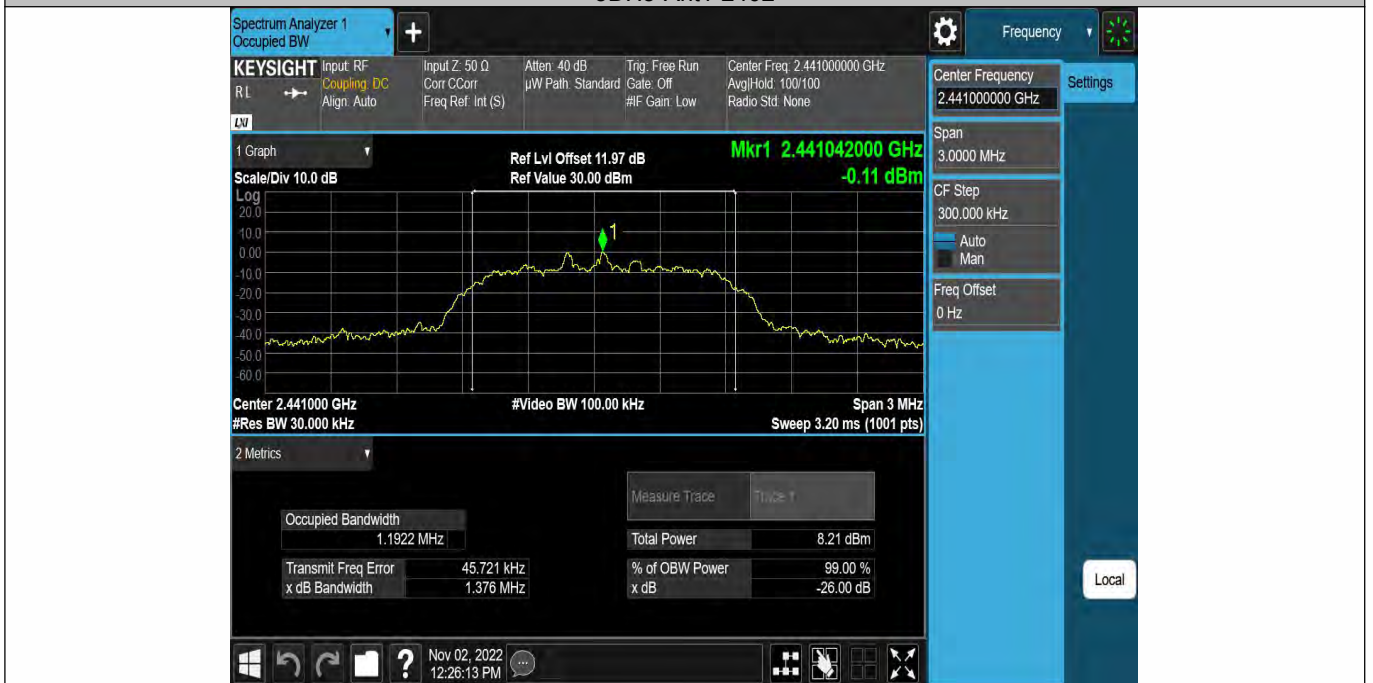 Spectrum Analyzer 1
Occupied BW
Frequency
KEYSIGHT
RL
LXI
Input: RF
Coupling: DC
Align: Auto
Input Z: 50 Ω
Corr CCorr
Freq Ref: Int (S)
Atten: 40 dB
µW Path: Standard
Trig: Free Run
Gate: Off
#IF Gain: Low
Center Freq: 2.441000000 GHz
Avg|Hold: 100/100
Radio Std: None
Center Frequency
2.441000000 GHz
Settings
Span
3.0000 MHz
CF Step
300.000 kHz
Auto
Man
Freq Offset
0 Hz
1 Graph
Scale/Div 10.0 dB
Ref Lvl Offset 11.97 dB
Ref Value 30.00 dBm
Mkr1 2.441042000 GHz
-0.11 dBm
Log
20.0
10.0
0.00
-10.0
-20.0
-30.0
-40.0
-50.0
-60.0
1
Center 2.441000 GHz
#Res BW 30.000 kHz
#Video BW 100.00 kHz
Span 3 MHz
Sweep 3.20 ms (1001 pts)
2 Metrics
Measure Trace
Trace 1
Occupied Bandwidth
1.1922 MHz
Total Power 8.21 dBm
Transmit Freq Error 45.721 kHz
% of OBW Power 99.00 %
x dB Bandwidth 1.376 MHz
x dB -26.00 dB
Local
Nov 02, 2022
12:26:13 PM